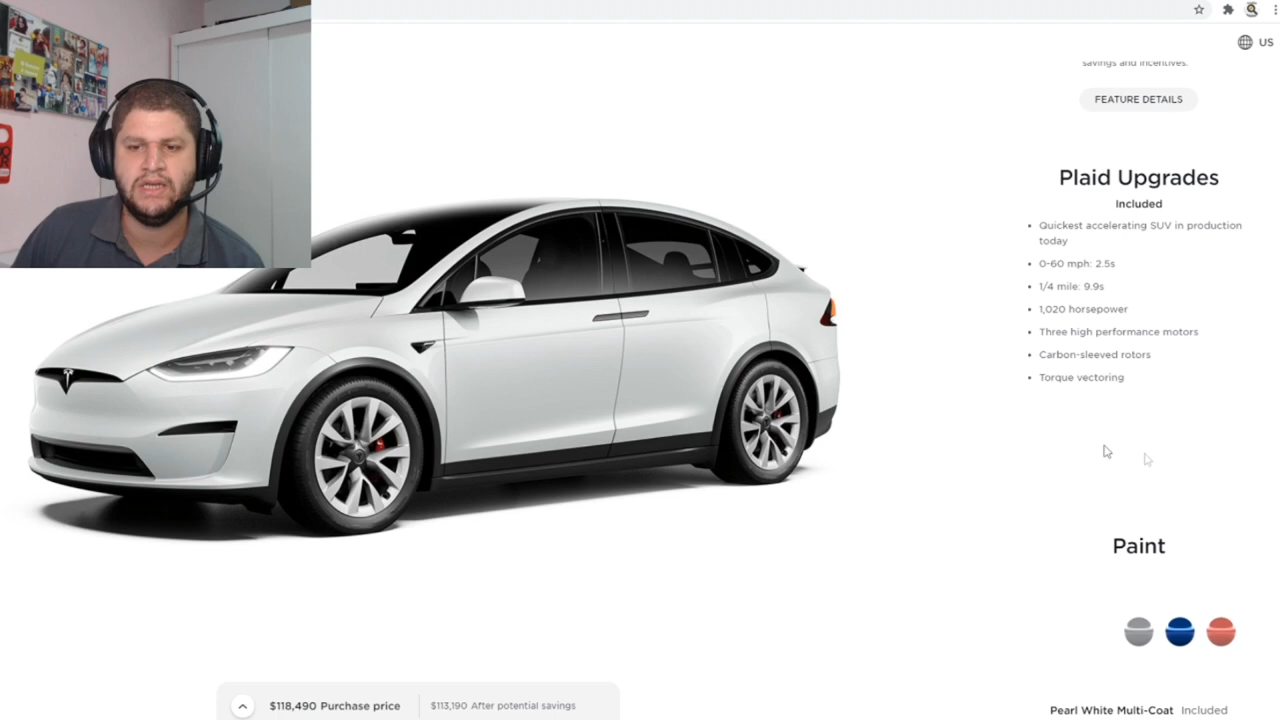 US
savings and incentives.
FEATURE DETAILS
Plaid Upgrades
Included
Quickest accelerating SUV in production
today
0-60 mph: 2.5s
1/4 mile: 9.9s
1,020 horsepower
Three high performance motors
Carbon-sleeved rotors
Torque vectoring
Paint
$118,490 Purchase price
$113,190 After potential savings
Pearl White Multi-Coat Included